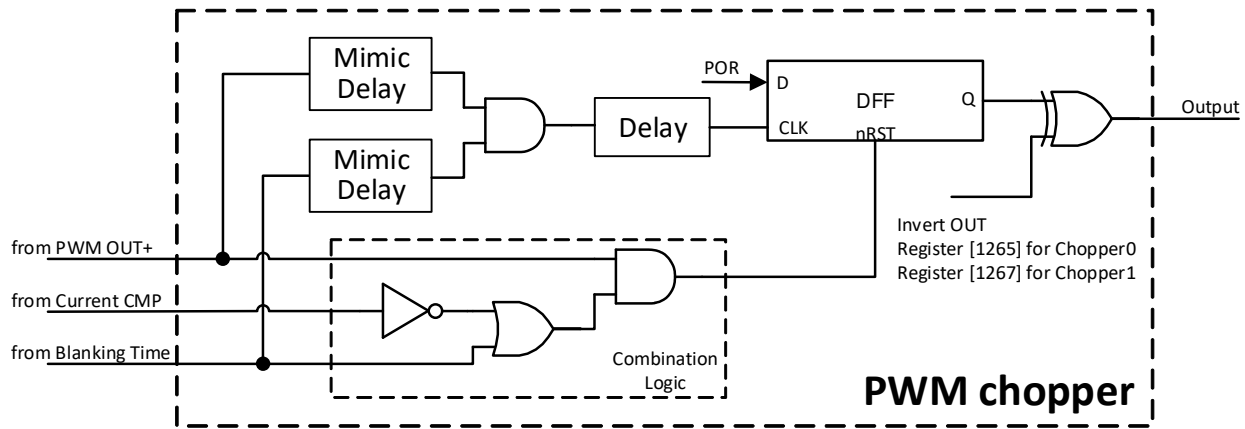 Mimic
Delay
Mimic
Delay
Delay
POR
D
DFF
Q
CLK
nRST
Output
Invert OUT
Register [1265] for Chopper0
Register [1267] for Chopper1
from PWM OUT+
from Current CMP
from Blanking Time
Combination
Logic
PWM chopper